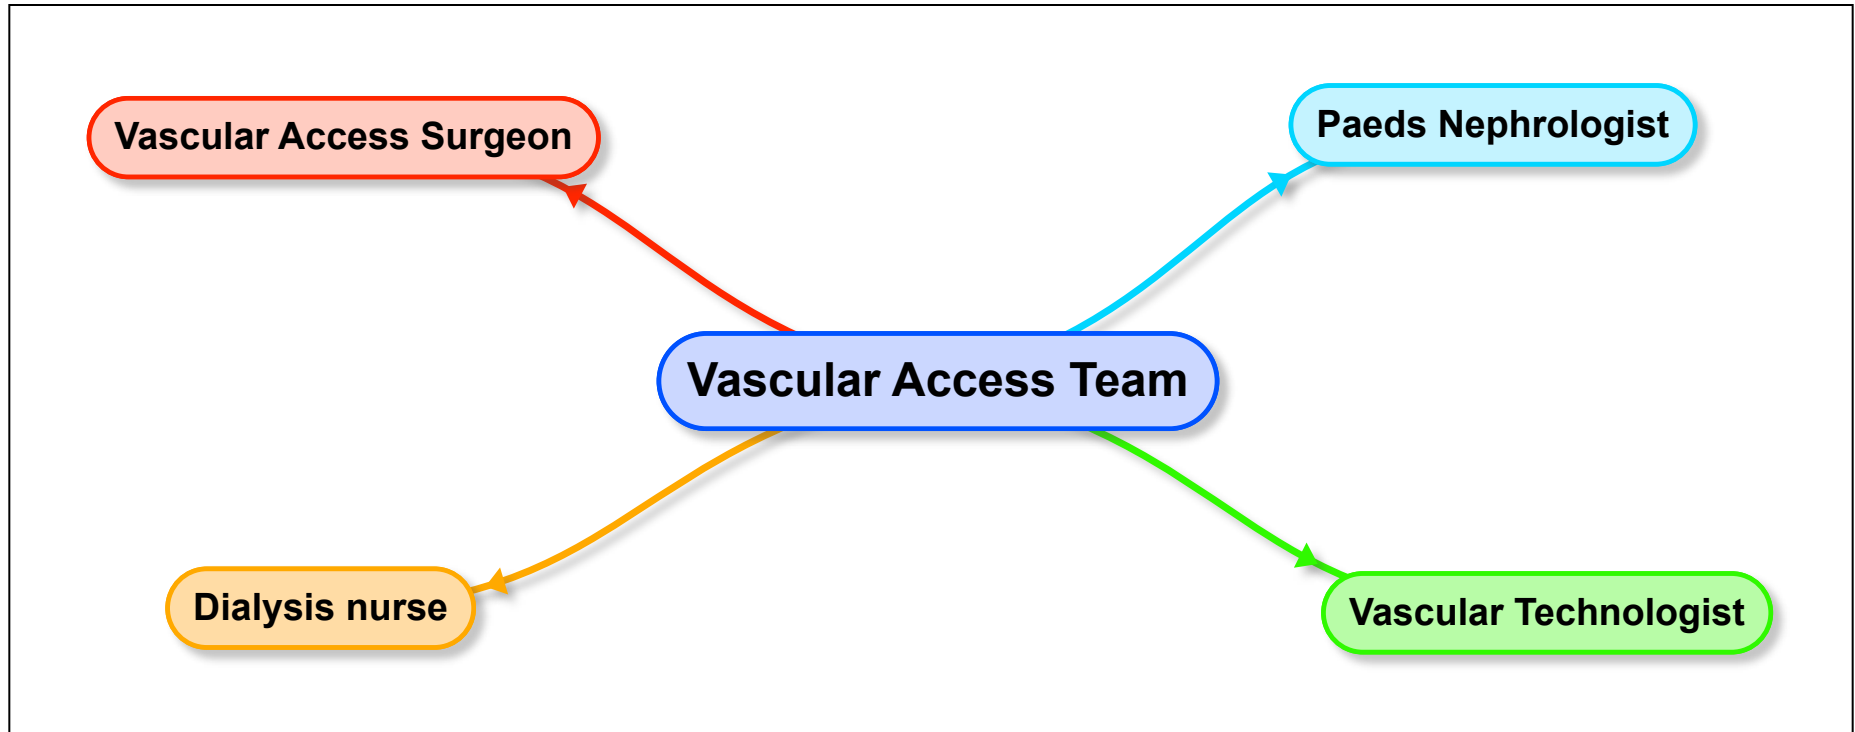 Vascular Access Surgeon
Paeds Nephrologist
Vascular Access Team
Dialysis nurse
Vascular Technologist